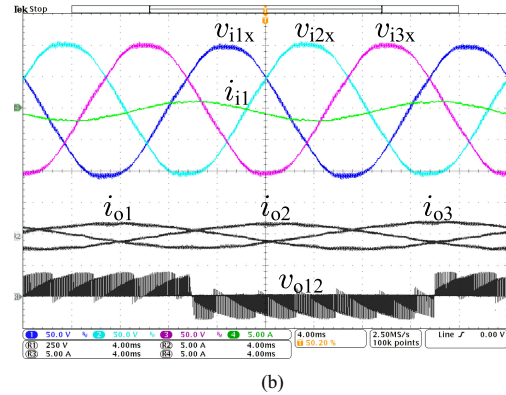 Tek Stop
v_i1x v_i2x v_i3x
i_i1
i_o1 i_o2 i_o3
v_o12
1 50.0 V 2 50.0 V 3 50.0 V 4 5.00 A
R1 250 V 4.00ms R2 5.00 A 4.00ms
R3 5.00 A 4.00ms R4 5.00 A 4.00ms
4.00ms
50.20 %
2.50MS/s
100k points
Line 0.00 V
(b)